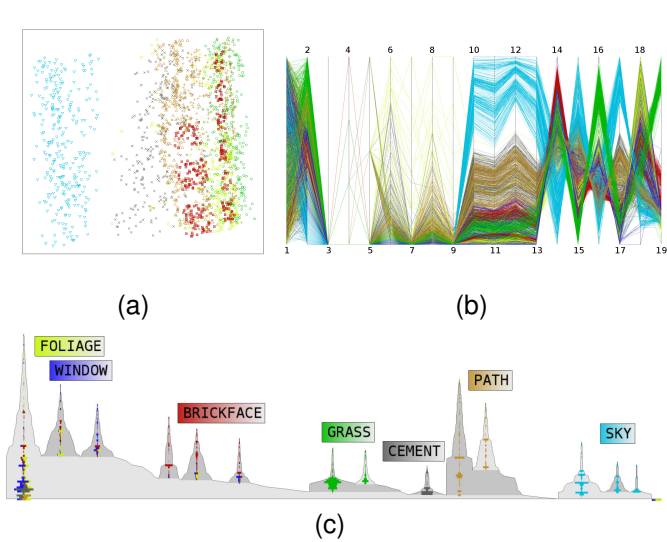 2 4 6 8 10 12 14 16 18
1 3 5 7 9 11 13 15 17 19
(a) (b)
FOLIAGE
WINDOW
BRICKFACE
GRASS
CEMENT
PATH
SKY
(c)